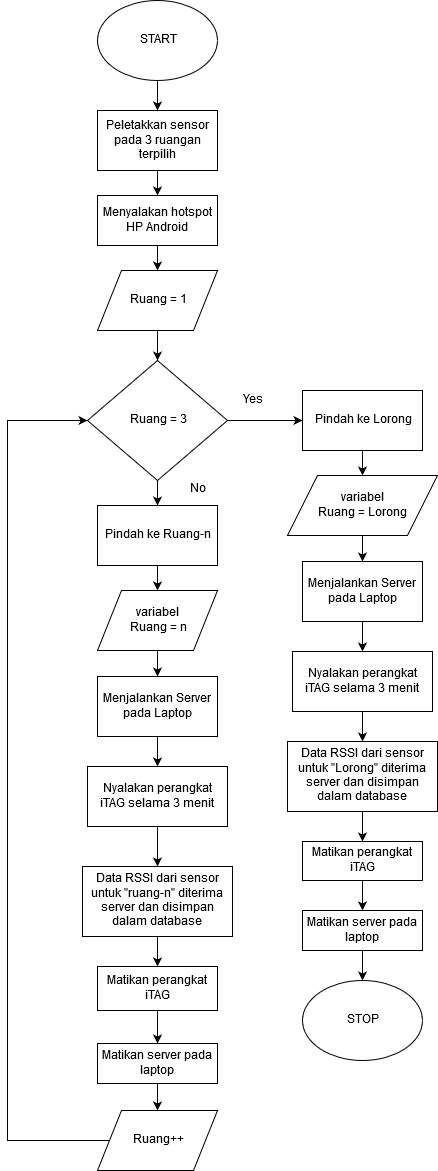 START
Peletakkan sensor
pada 3 ruangan
terpilih
Menyalakan hotspot
HP Android
Ruang = 1
Ruang = 3
No
Pindah ke Ruang-n
variabel
Ruang = n
Menjalankan Server
pada Laptop
Nyalakan perangkat
iTAG selama 3 menit
Data RSSI dari sensor
untuk "ruang-n" diterima
server dan disimpan
dalam database
Matikan perangkat
iTAG
Matikan server pada
laptop
Ruang++
Yes
Pindah ke Lorong
variabel
Ruang = Lorong
Menjalankan Server
pada Laptop
Nyalakan perangkat
iTAG selama 3 menit
Data RSSI dari sensor
untuk "Lorong" diterima
server dan disimpan
dalam database
Matikan perangkat
iTAG
Matikan server pada
laptop
STOP